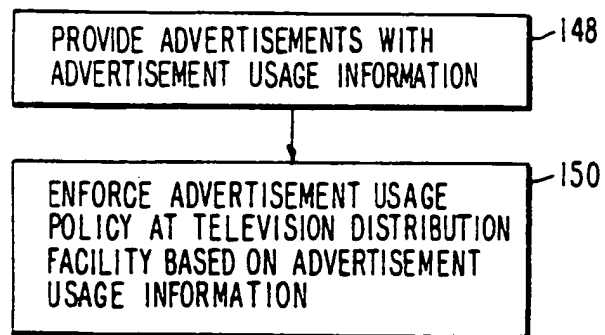 PROVIDE ADVERTISEMENTS WITH
ADVERTISEMENT USAGE INFORMATION
148
ENFORCE ADVERTISEMENT USAGE
POLICY AT TELEVISION DISTRIBUTION
FACILITY BASED ON ADVERTISEMENT
USAGE INFORMATION
150